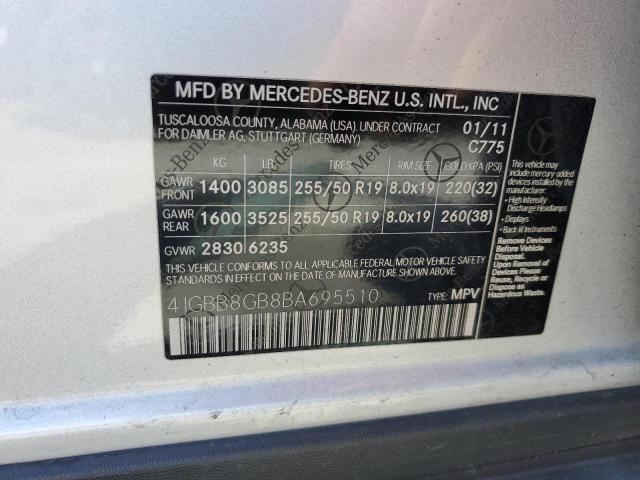 MFD BY MERCEDES-BENZ U.S. INTL., INC
TUSCALOOSA COUNTY, ALABAMA (USA). UNDER CONTRACT 01/11
FOR DAIMLER AG, STUTTGART (GERMANY) C775
KG LB TIRES RIM SIZE COLD KPA (PSI)
GAWR FRONT 1400 3085 255/50 R19 8.0x19 220(32)
GAWR REAR 1600 3525 255/50 R19 8.0x19 260(38)
GVWR 2830 6235
THIS VEHICLE CONFORMS TO ALL APPLICABLE FEDERAL MOTOR VEHICLE
SAFETY STANDARDS IN EFFECT ON THE DATE OF MANUFACTURE SHOWN ABOVE.
4JGBB8GB8BA695510 TYPE: MPV
This vehicle may
include mercury added
devices installed by the
manufacturer:
- High Intensity
Discharge Headlamps
- Displays
- Back lit Instruments
Remove Devices
Before Vehicle
Disposal.
Upon Removal, Please
Reuse, Recycle or
Dispose as
Hazardous Waste.